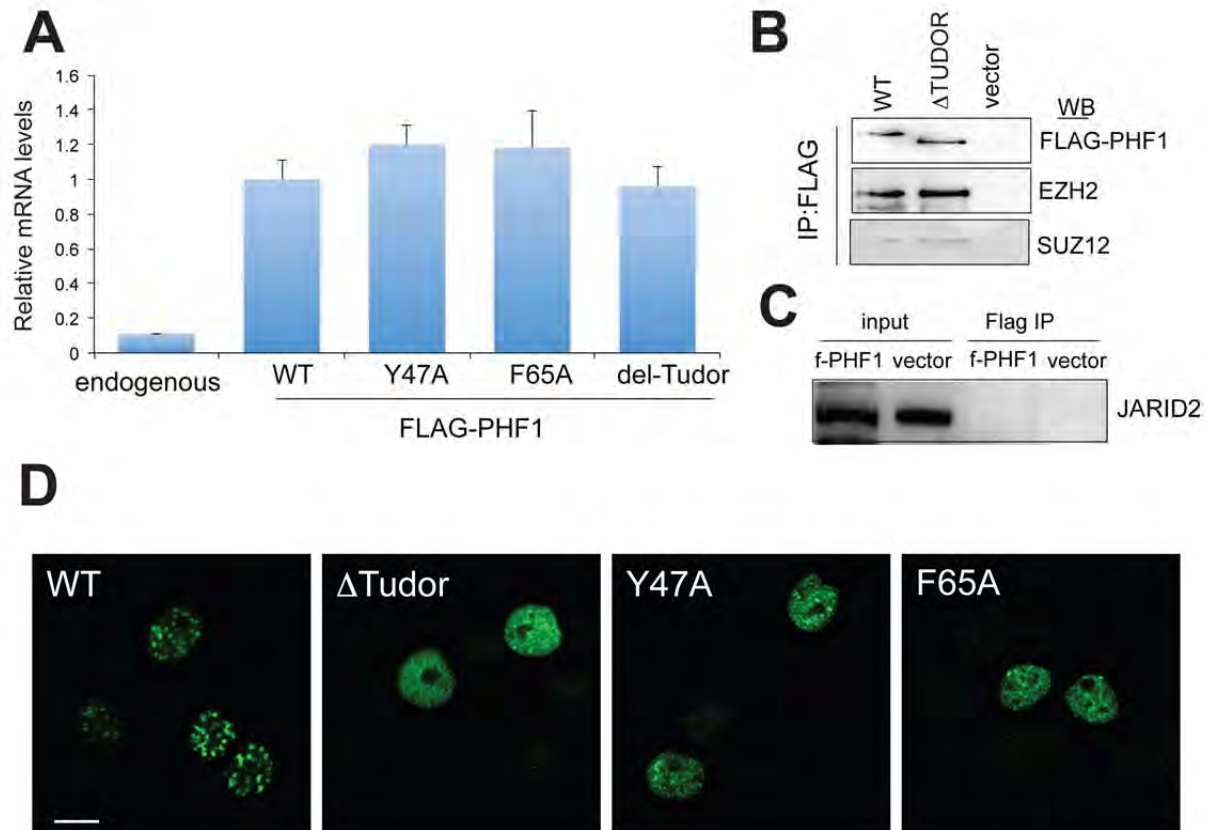 A
Relative mRNA levels
1.6
1.4
1.2
1
0.8
0.6
0.4
0.2
0
endogenous WT Y47A F65A del-Tudor
FLAG-PHF1
B
WT ΔTUDOR vector
WB
IP:FLAG
FLAG-PHF1
EZH2
SUZ12
C
input Flag IP
f-PHF1 vector f-PHF1 vector
JARID2
D
WT ΔTudor Y47A F65A